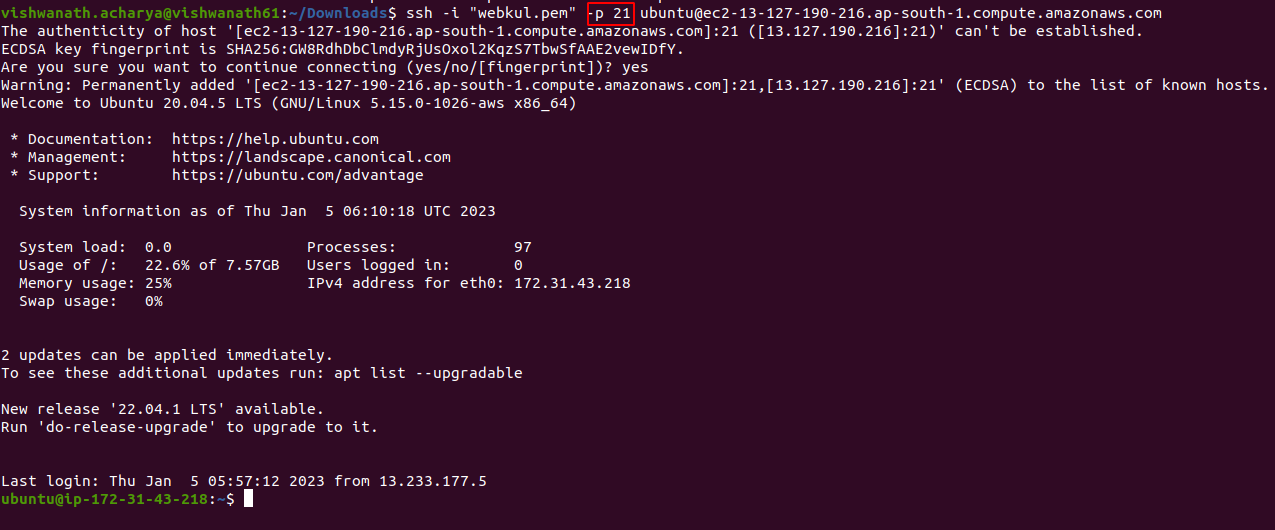 vishwanath.acharya@vishwanath61:~/Downloads$ ssh -i "webkul.pem" -p 21 ubuntu@ec2-13-127-190-216.ap-south-1.compute.amazonaws.com
The authenticity of host '[ec2-13-127-190-216.ap-south-1.compute.amazonaws.com]:21 ([13.127.190.216]:21)' can't be established.
ECDSA key fingerprint is SHA256:GW8RdhDbClmdyRjUsOxol2KqzS7TbwSfAAE2vewIDfY.
Are you sure you want to continue connecting (yes/no/[fingerprint])? yes
Warning: Permanently added '[ec2-13-127-190-216.ap-south-1.compute.amazonaws.com]:21,[13.127.190.216]:21' (ECDSA) to the list of known hosts.
Welcome to Ubuntu 20.04.5 LTS (GNU/Linux 5.15.0-1026-aws x86_64)
* Documentation:  https://help.ubuntu.com
* Management:     https://landscape.canonical.com
* Support:        https://ubuntu.com/advantage
System information as of Thu Jan  5 06:10:18 UTC 2023
System load:  0.0               Processes:             97
Usage of /:   22.6% of 7.57GB   Users logged in:       0
Memory usage: 25%               IPv4 address for eth0: 172.31.43.218
Swap usage:   0%
2 updates can be applied immediately.
To see these additional updates run: apt list --upgradable
New release '22.04.1 LTS' available.
Run 'do-release-upgrade' to upgrade to it.
Last login: Thu Jan  5 05:57:12 2023 from 13.233.177.5
ubuntu@ip-172-31-43-218:~$